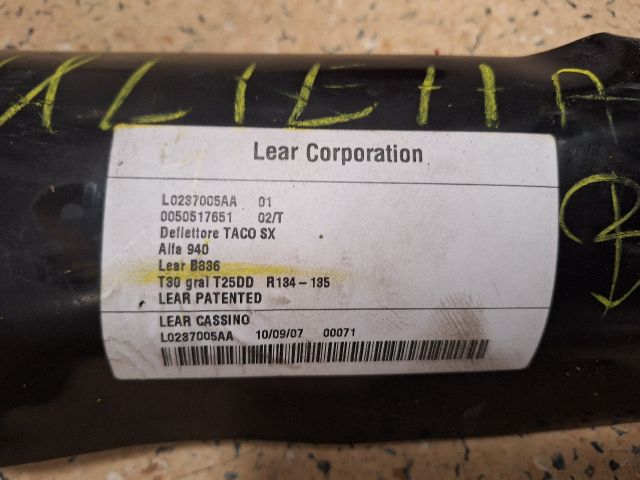 Lear Corporation
L0237005AA 01
0050517651 02/T
Deflettore TACO SX
Alfa 940
Lear B836
T30 gral T25DD R134-135
LEAR PATENTED
LEAR CASSINO
L0237005AA 10/09/07 00071